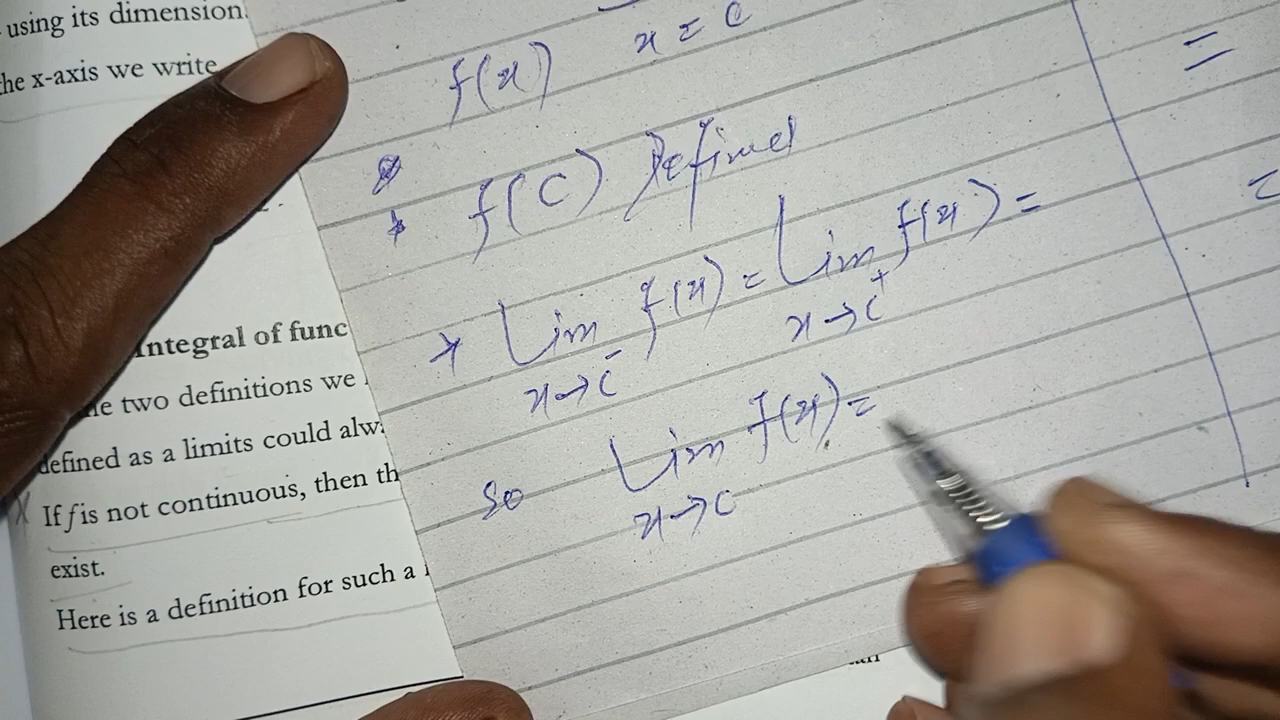 using its dimension.
the x-axis we write
Integral of func
two definitions we
defined as a limits could alw
If f is not continuous, then th
exist.
Here is a definition for such a
f(x) x = c
f(C) Defined
Lim f(x) = Lim f(x) =
x→c⁻ x→c⁺
So Lim f(x) =
x→c
=
=